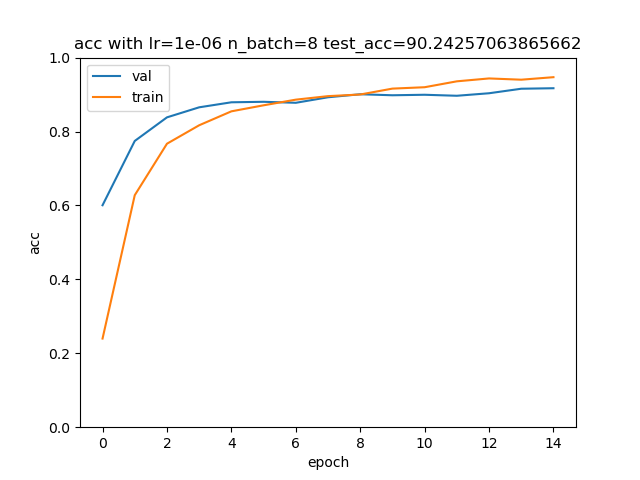 acc with lr=1e-06 n_batch=8 test_acc=90.24257063865662
val
train
1.0
0.8
0.6
0.4
0.2
0.0
acc
0 2 4 6 8 10 12 14
epoch